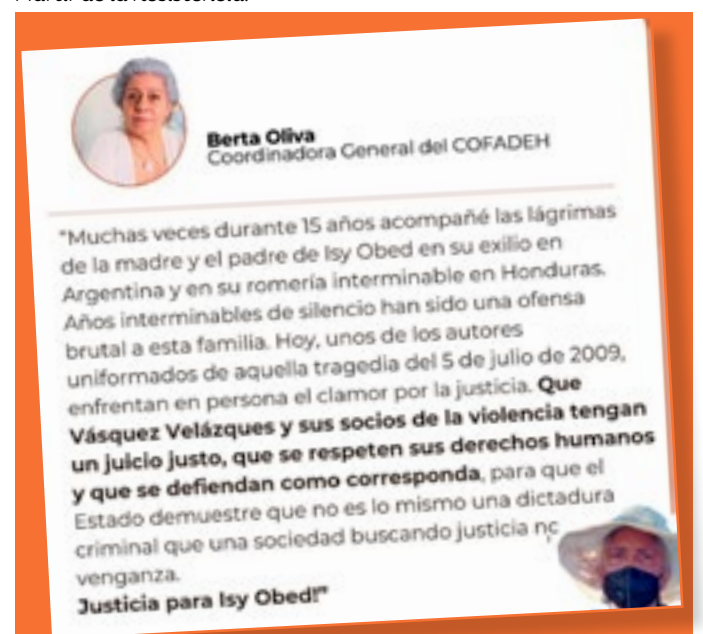 Berta Oliva
Coordinadora General del COFADEH
"Muchas veces durante 15 años acompañé las lágrimas
de la madre y el padre de Isy Obed en su exilio en
Argentina y en su romería interminable en Honduras.
Años interminables de silencio han sido una ofensa
brutal a esta familia. Hoy, unos de los autores
uniformados de aquella tragedia del 5 de julio de 2009,
enfrentan en persona el clamor por la justicia. Que
Vásquez Velázques y sus socios de la violencia tengan
un juicio justo, que se respeten sus derechos humanos
y que se defiendan como corresponda, para que el
Estado demuestre que no es lo mismo una dictadura
criminal que una sociedad buscando justicia no
venganza.
Justicia para Isy Obed!"